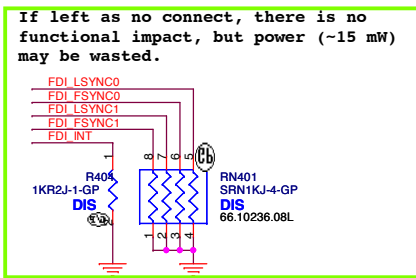 If left as no connect, there is no
functional impact, but power (~15 mW)
may be wasted.
FDI_LSYNC0
FDI_FSYNC0
FDI_LSYNC1
FDI_FSYNC1
FDI_INT
1
8
7
6
5
R404
1KR2J-1-GP
DIS
2
RN401
SRN1KJ-4-GP
DIS
66.10236.08L
1
2
3
4